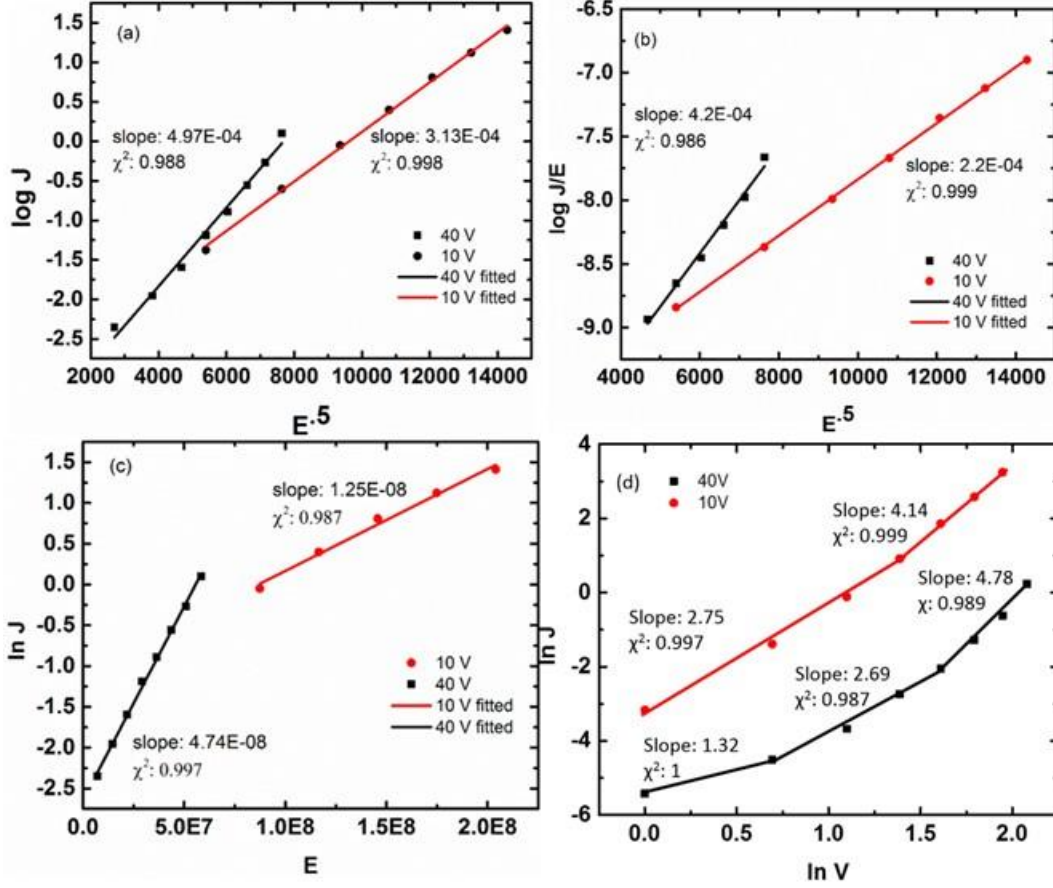 (a)
log J
1.5
1.0
0.5
0.0
-0.5
-1.0
-1.5
-2.0
-2.5
slope: 4.97E-04
χ²: 0.988
slope: 3.13E-04
χ²: 0.998
40 V
10 V
40 V fitted
10 V fitted
2000 4000 6000 8000 10000 12000 14000
E^.5
(b)
log J/E
-6.5
-7.0
-7.5
-8.0
-8.5
-9.0
slope: 4.2E-04
χ²: 0.986
slope: 2.2E-04
χ²: 0.999
40 V
10 V
40 V fitted
10 V fitted
4000 6000 8000 10000 12000 14000
E^.5
(c)
ln J
1.5
1.0
0.5
0.0
-0.5
-1.0
-1.5
-2.0
-2.5
slope: 1.25E-08
χ²: 0.987
slope: 4.74E-08
χ²: 0.997
10 V
40 V
10 V fitted
40 V fitted
0.0 5.0E7 1.0E8 1.5E8 2.0E8
E
(d)
ln J
4
2
0
-2
-4
-6
40V
10V
Slope: 4.14
χ²: 0.999
Slope: 4.78
χ: 0.989
Slope: 2.75
χ²: 0.997
Slope: 2.69
χ²: 0.987
Slope: 1.32
χ²: 1
0.0 0.5 1.0 1.5 2.0
ln V